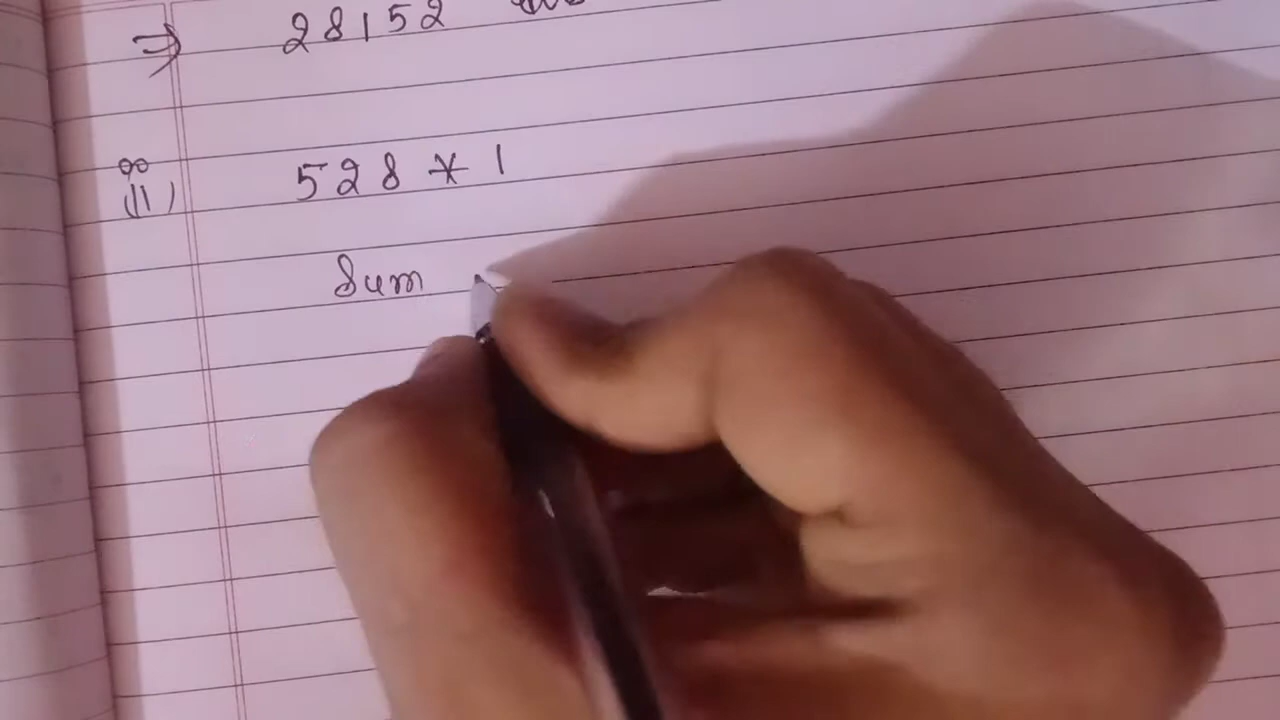 ⇒ 28152
(ii) 528 * 1
Sum